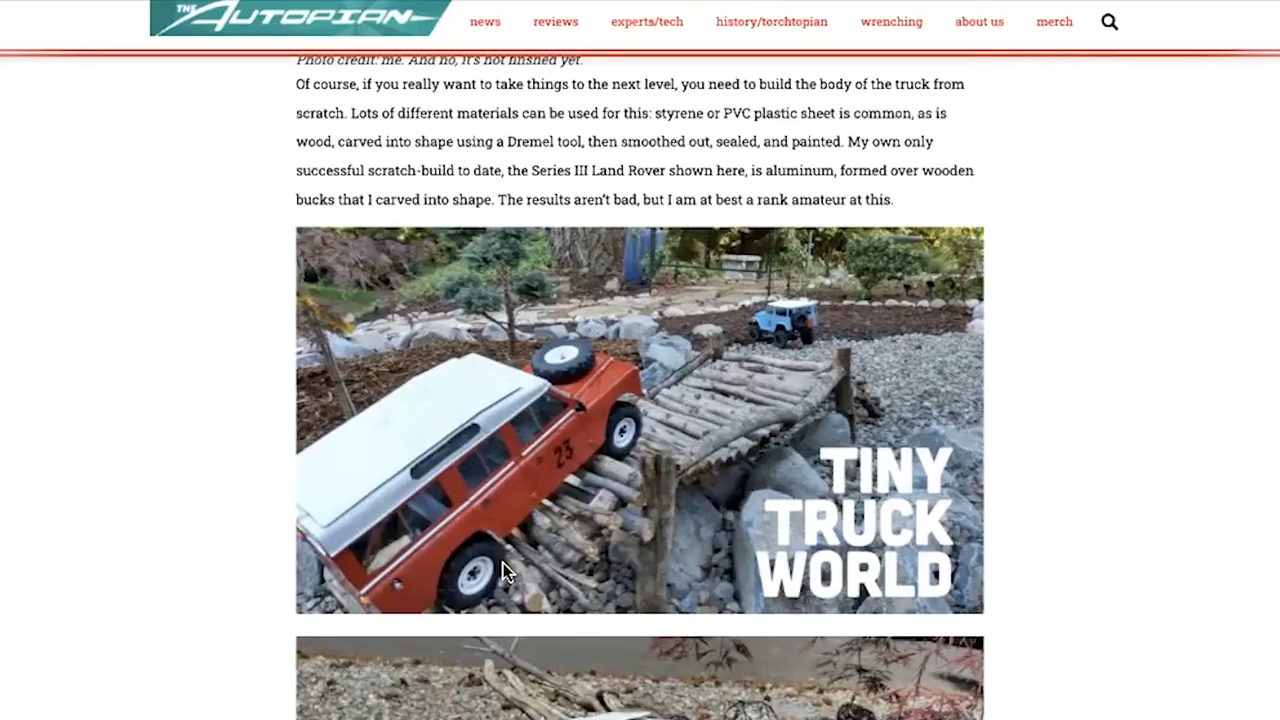 THE AUTOPIAN
news reviews experts/tech history/torchtopian wrenching about us merch
Photo credit: me. And no, it's not finished yet.
Of course, if you really want to take things to the next level, you need to build the body of the truck from
scratch. Lots of different materials can be used for this: styrene or PVC plastic sheet is common, as is
wood, carved into shape using a Dremel tool, then smoothed out, sealed, and painted. My own only
successful scratch-build to date, the Series III Land Rover shown here, is aluminum, formed over wooden
bucks that I carved into shape. The results aren't bad, but I am at best a rank amateur at this.
23
TINY
TRUCK
WORLD